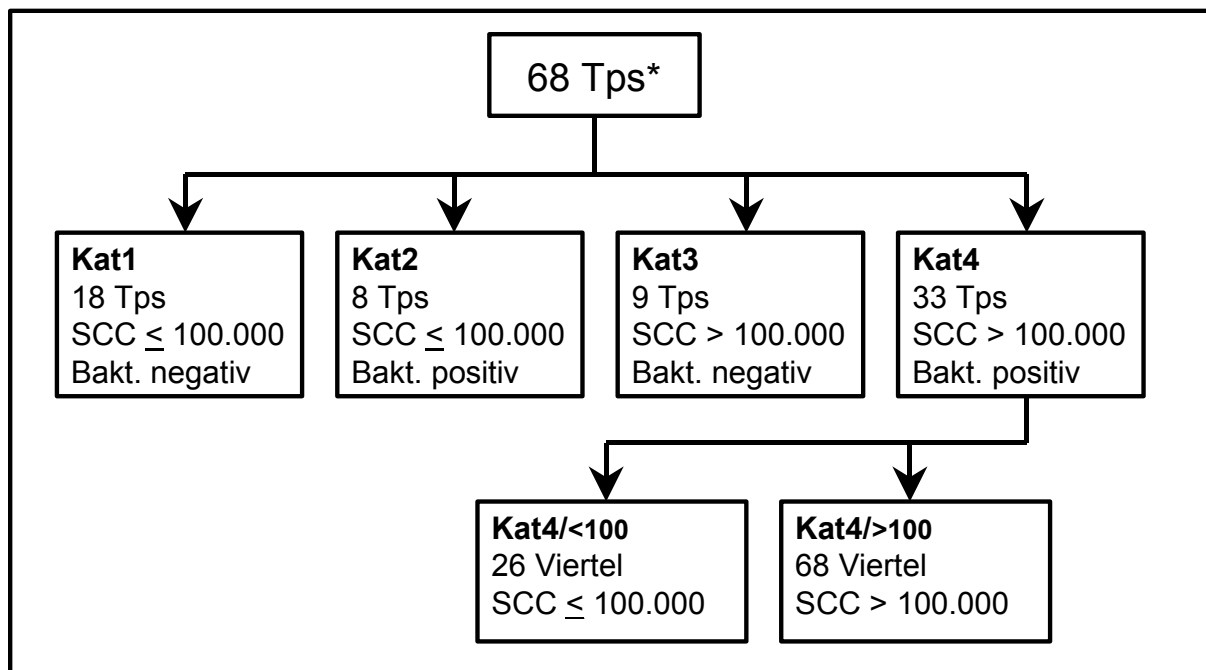 68 Tps*
Kat1
18 Tps
SCC ≤ 100.000
Bakt. negativ
Kat2
8 Tps
SCC ≤ 100.000
Bakt. positiv
Kat3
9 Tps
SCC > 100.000
Bakt. negativ
Kat4
33 Tps
SCC > 100.000
Bakt. positiv
Kat4/<100
26 Viertel
SCC ≤ 100.000
Kat4/>100
68 Viertel
SCC > 100.000